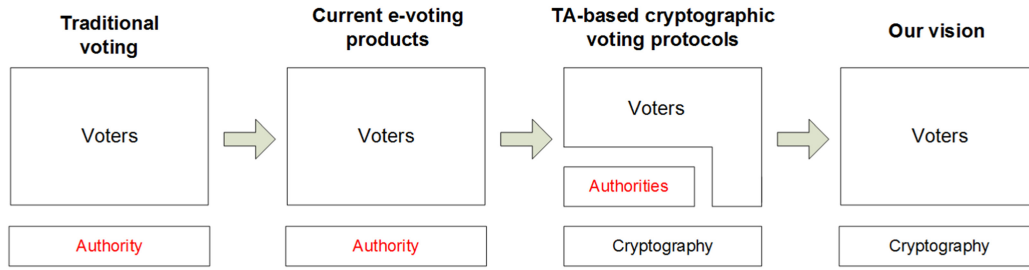 Traditional
voting
Current e-voting
products
TA-based cryptographic
voting protocols
Our vision
Voters
Voters
Voters
Voters
Authorities
Authority
Authority
Cryptography
Cryptography